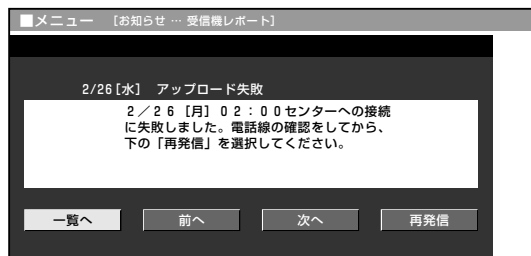 ■メニュー [お知らせ … 受信機レポート]
2/26[水] アップロード失敗
2／26［月］02：00センターへの接続
に失敗しました。電話線の確認をしてから、
下の「再発信」を選択してください。
一覧へ 前へ 次へ 再発信